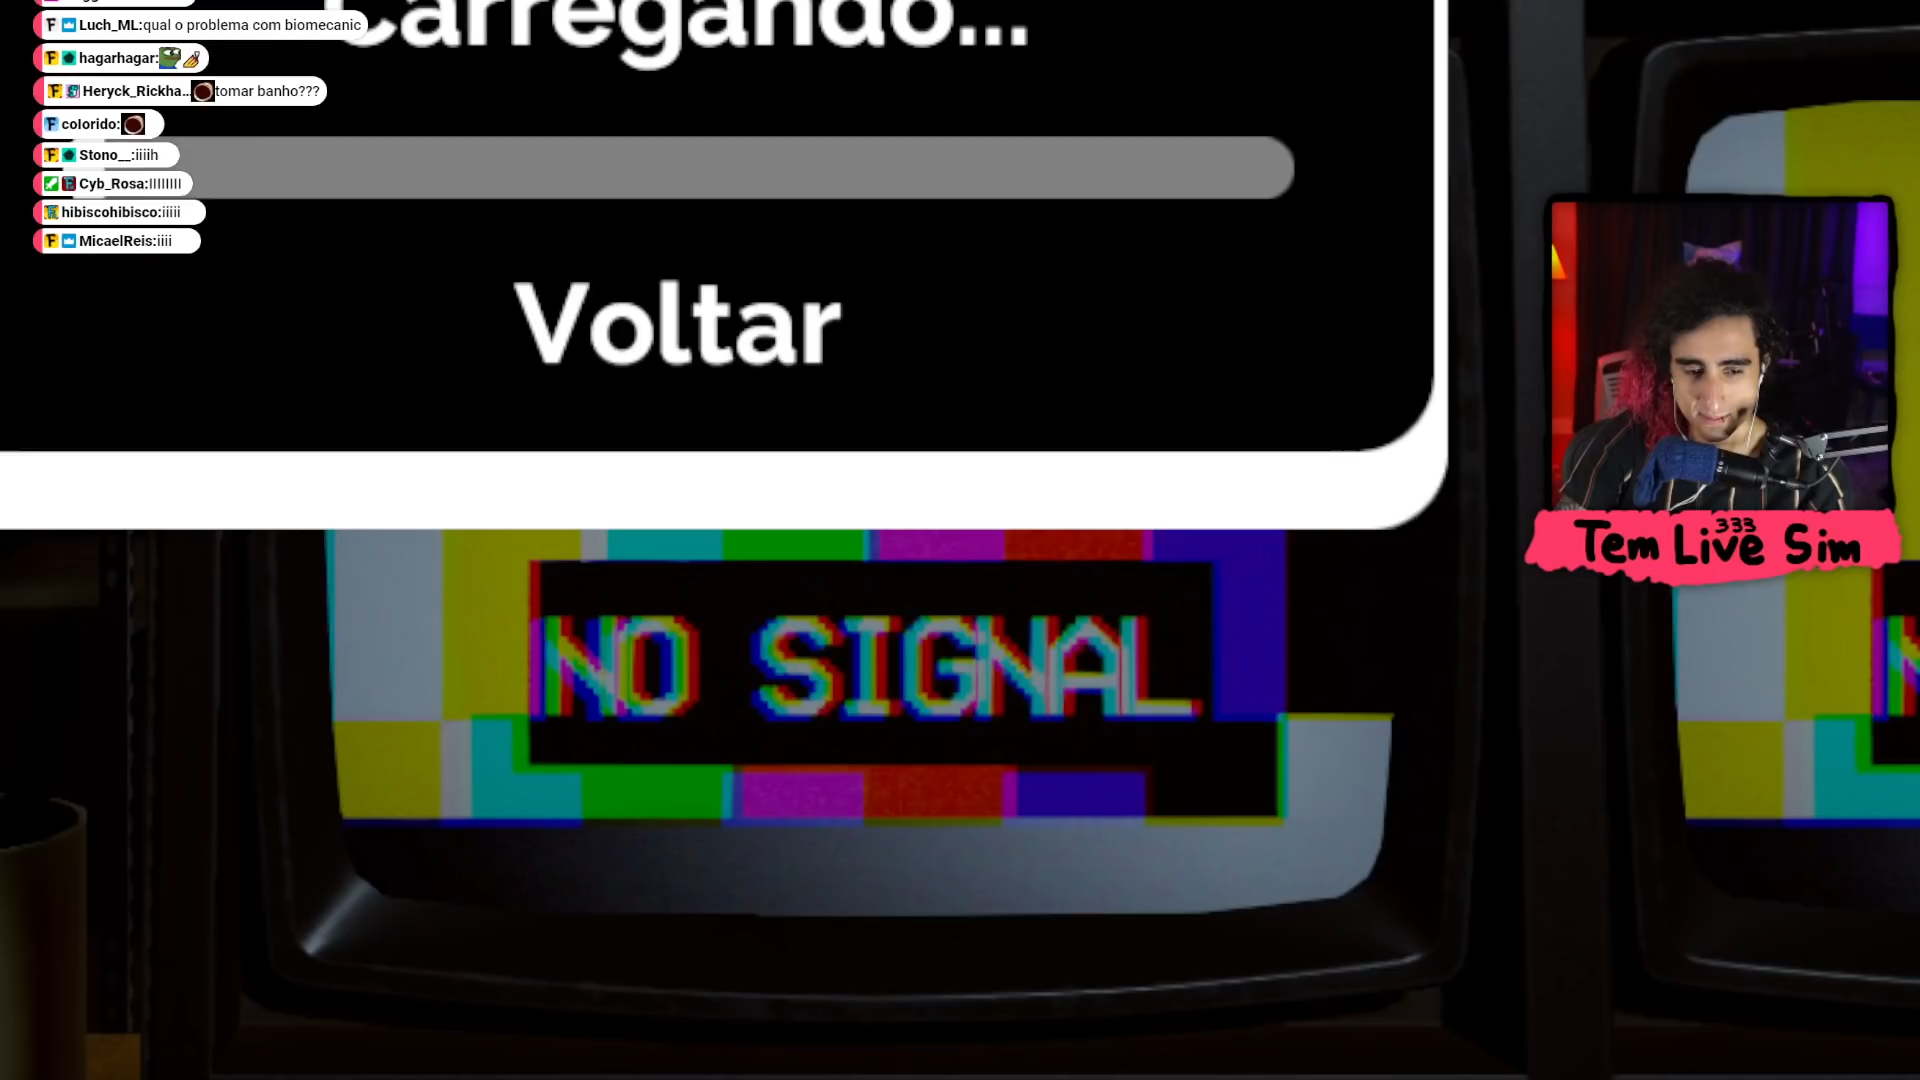 Carregando...
Luch_ML:qual o problema com biomecanic
hagarhagar:
Heryck_Rickha... tomar banho???
colorido:
Stono__:iiiih
Cyb_Rosa:IIIIIIII
hibiscohibisco:iiiii
MicaelReis:iiii
Voltar
333
Tem Live Sim
NO SIGNAL
N